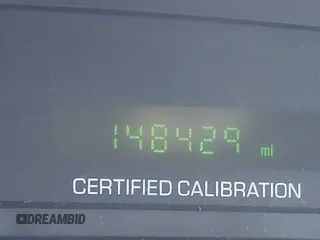 148429 mi
CERTIFIED CALIBRATION
DREAMBID